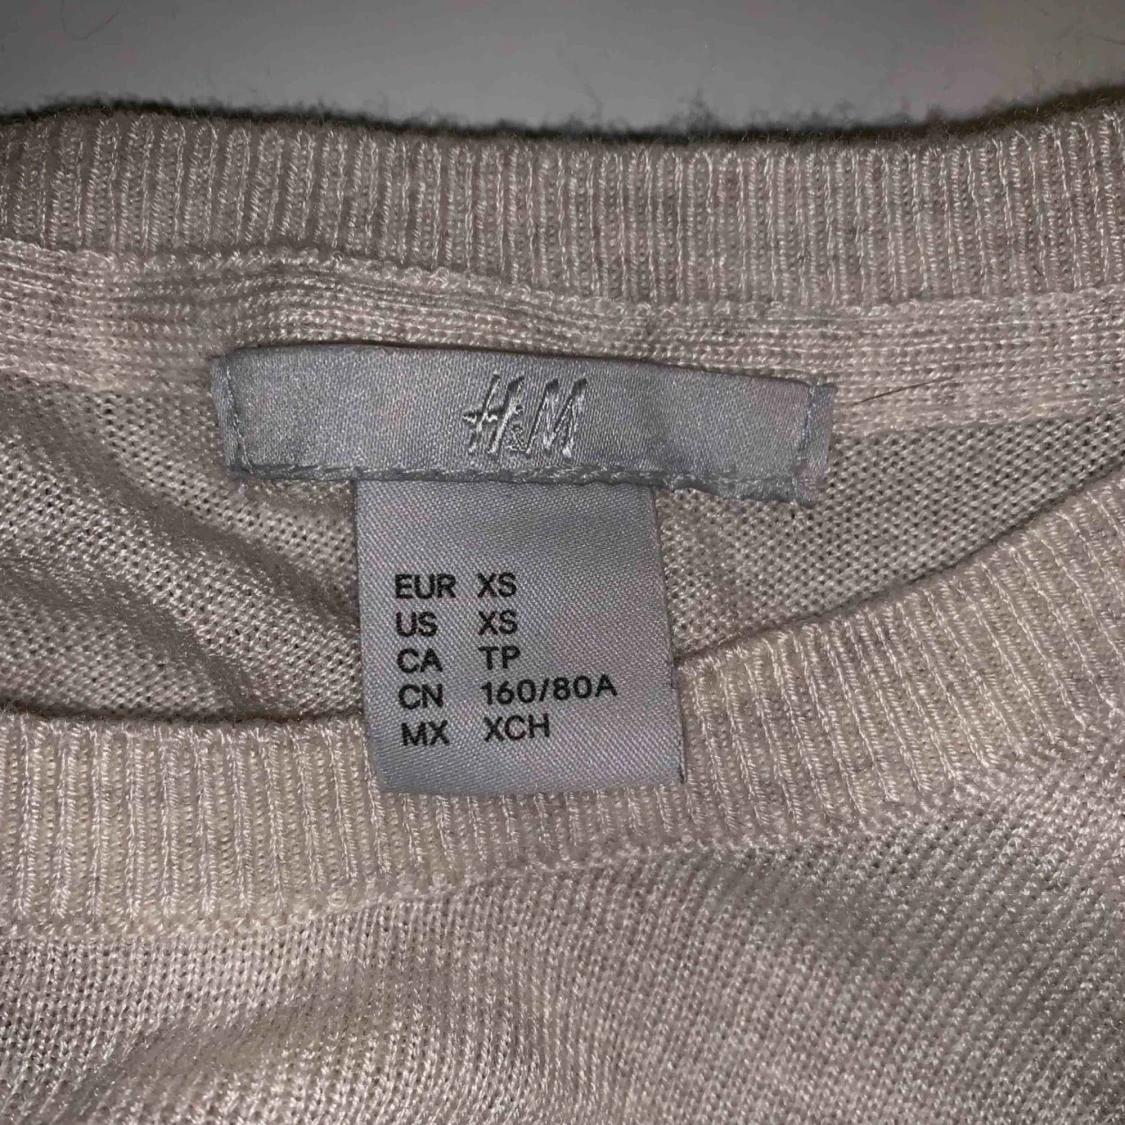 H&M
EUR XS
US XS
CA TP
CN 160/80A
MX XCH